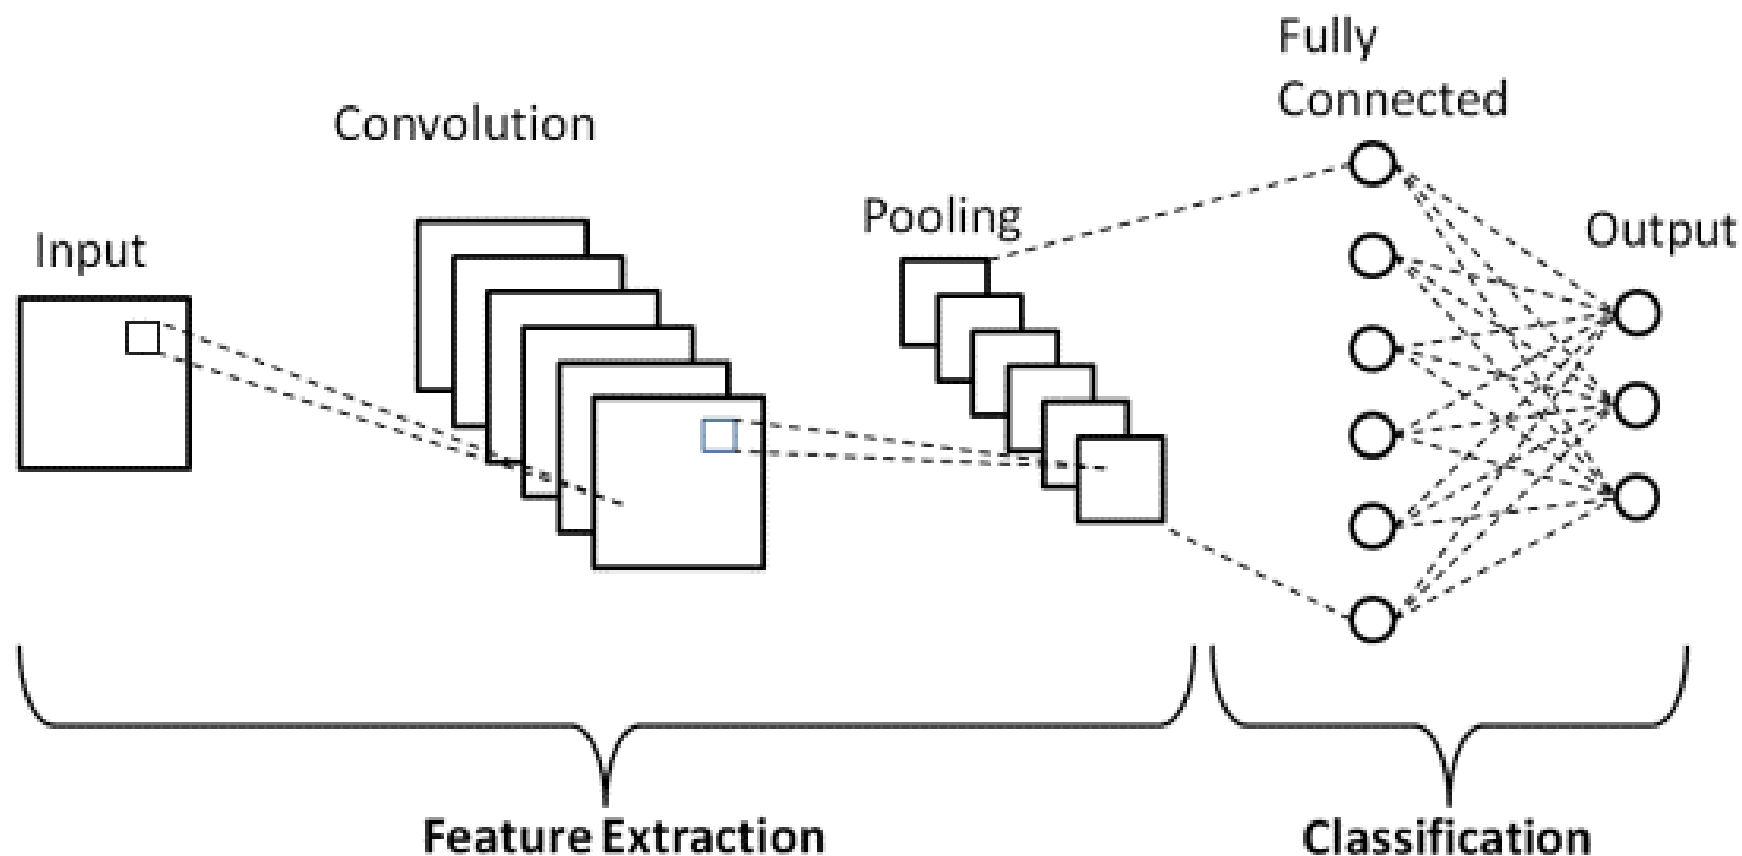 Input
Convolution
Pooling
Fully
Connected
Output
Feature Extraction
Classification